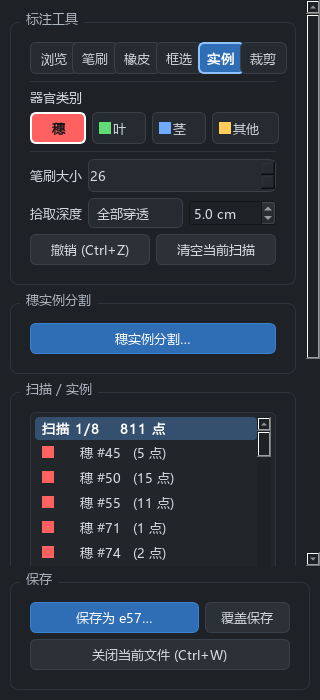 标注工具
浏览 笔刷 橡皮 框选 实例 裁剪
器官类别
穗 叶 茎 其他
笔刷大小 26
拾取深度 全部穿透 5.0 cm
撤销 (Ctrl+Z) 清空当前扫描
穗实例分割
穗实例分割...
扫描 / 实例
扫描 1/8 811 点
穗 #45 (5 点)
穗 #50 (15 点)
穗 #55 (11 点)
穗 #71 (1 点)
穗 #74 (2 点)
保存
保存为 e57... 覆盖保存
关闭当前文件 (Ctrl+W)